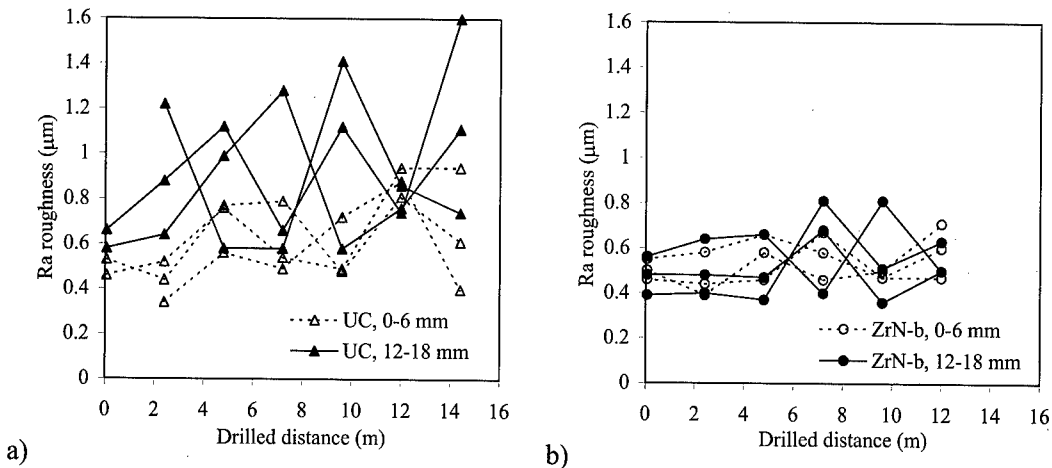 1.6
1.4
1.2
1
0.8
0.6
0.4
0.2
0
Ra roughness (μm)
UC, 0-6 mm
UC, 12-18 mm
0 2 4 6 8 10 12 14 16
Drilled distance (m)
a)
1.6
1.4
1.2
1
0.8
0.6
0.4
0.2
0
Ra roughness (μm)
ZrN-b, 0-6 mm
ZrN-b, 12-18 mm
0 2 4 6 8 10 12 14 16
Drilled distance (m)
b)